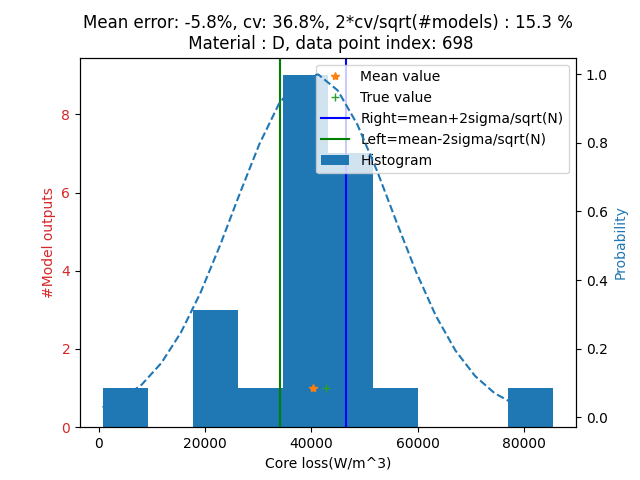 Mean error: -5.8%, cv: 36.8%, 2*cv/sqrt(#models) : 15.3 %
Material : D, data point index: 698
Mean value
True value
Right=mean+2sigma/sqrt(N)
Left=mean-2sigma/sqrt(N)
Histogram
#Model outputs
8
6
4
2
0
1.0
0.8
0.6
0.4
0.2
0.0
Probability
0 20000 40000 60000 80000
Core loss(W/m^3)